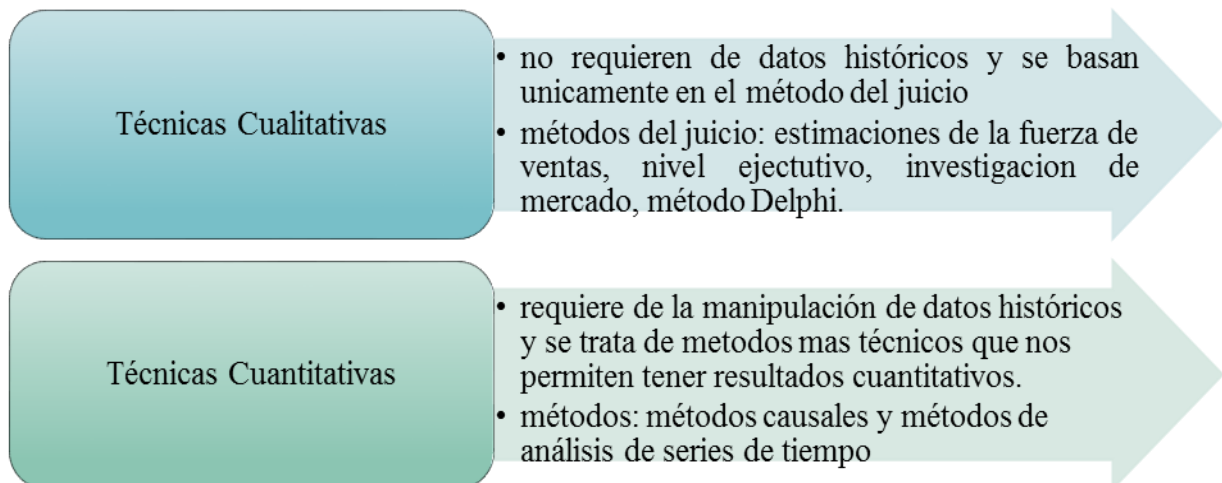 Técnicas Cualitativas
• no requieren de datos históricos y se basan
unicamente en el método del juicio
• métodos del juicio: estimaciones de la fuerza de
ventas, nivel ejectutivo, investigacion de
mercado, método Delphi.
Técnicas Cuantitativas
• requiere de la manipulación de datos históricos
y se trata de metodos mas técnicos que nos
permiten tener resultados cuantitativos.
• métodos: métodos causales y métodos de
análisis de series de tiempo